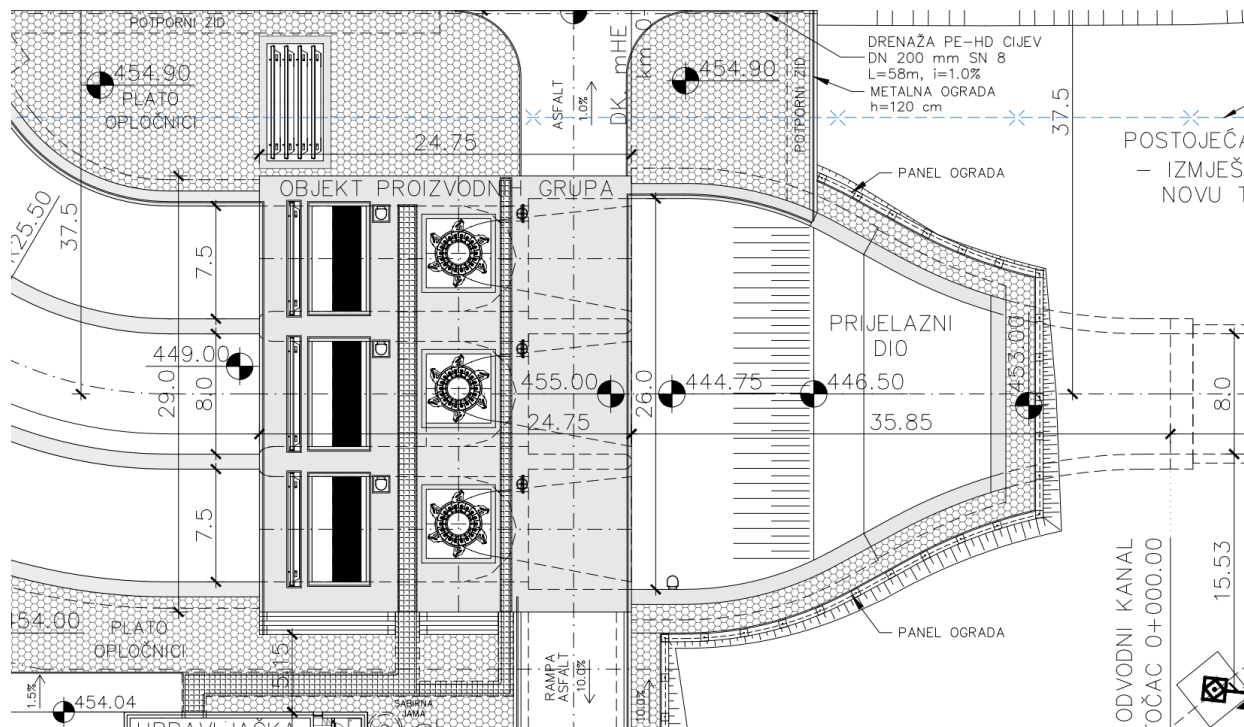 POTPORNI ZID
454.90
PLATO
OPLOČNICI
ASFALT
1.0%
DK. mHE
km 0
454.90
POTPORNI ZID
DRENAŽA PE-HD CIJEV
DN 200 mm SN 8
L=58m, i=1.0%
METALNA OGRADA
h=120 cm
37.5
POSTOJEĆA
– IZMJEŠ
NOVU T
PANEL OGRADA
24.75
OBJEKT PROIZVODNIH GRUPA
25.50
37.5
7.5
449.00
29.0
8.0
455.00
26.0
444.75
446.50
PRIJELAZNI
DIO
453.00
24.75
35.85
8.0
7.5
454.00
PLATO
OPLOČNICI
5.15
1.5%
454.04
SABIRNA
JAMA
UPRAVLJAČKA
RAMPA
ASFALT
10.0%
10.0%
PANEL OGRADA
ODVODNI KANAL
0+000.00
15.53